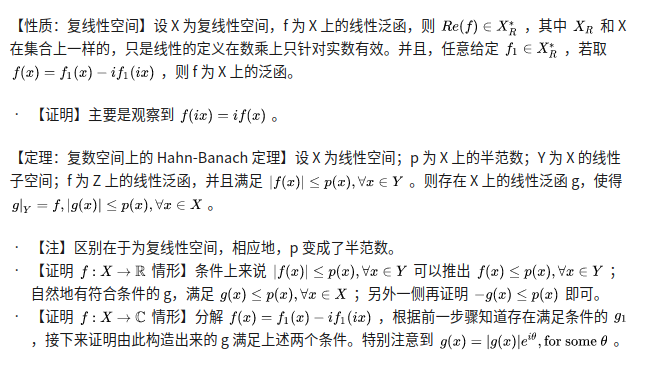 【性质：复线性空间】设 X 为复线性空间，f 为 X 上的线性泛函，则 $Re(f) \in X_R^*$ ，其中 $X_R$ 和 X
在集合上一样的，只是线性的定义在数乘上只针对实数有效。并且，任意给定 $f_1 \in X_R^*$ ，若取
$f(x) = f_1(x) - if_1(ix)$ ，则 f 为 X 上的泛函。
· 【证明】主要是观察到 $f(ix) = if(x)$ 。
【定理：复数空间上的 Hahn-Banach 定理】设 X 为线性空间；p 为 X 上的半范数；Y 为 X 的线性
子空间；f 为 Z 上的线性泛函，并且满足 $|f(x)| \leq p(x), \forall x \in Y$ 。则存在 X 上的线性泛函 g，使得
$g|_Y = f, |g(x)| \leq p(x), \forall x \in X$ 。
· 【注】区别在于为复线性空间，相应地，p 变成了半范数。
· 【证明 $f: X \to \mathbb{R}$ 情形】条件上来说 $|f(x)| \leq p(x), \forall x \in Y$ 可以推出 $f(x) \leq p(x), \forall x \in Y$ ；
自然地有符合条件的 g，满足 $g(x) \leq p(x), \forall x \in X$ ；另外一侧再证明 $-g(x) \leq p(x)$ 即可。
· 【证明 $f: X \to \mathbb{C}$ 情形】分解 $f(x) = f_1(x) - if_1(ix)$ ，根据前一步骤知道存在满足条件的 $g_1$
，接下来证明由此构造出来的 g 满足上述两个条件。特别注意到 $g(x) = |g(x)|e^{i\theta}, \text{for some } \theta$ 。